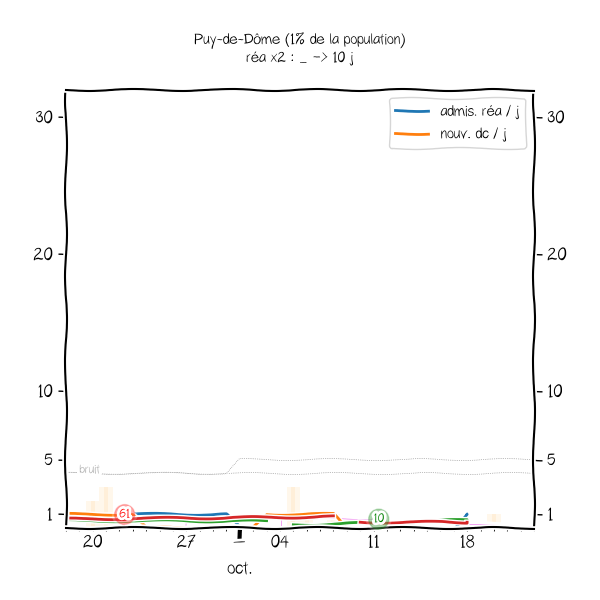 Puy-de-Dôme (1% de la population)
réa x2 : _ -> 10 j
admis. réa / j
nouv. dc / j
30
30
20
20
10
10
5
5
bruit
1
61
10
1
20
27
04
11
18
oct.